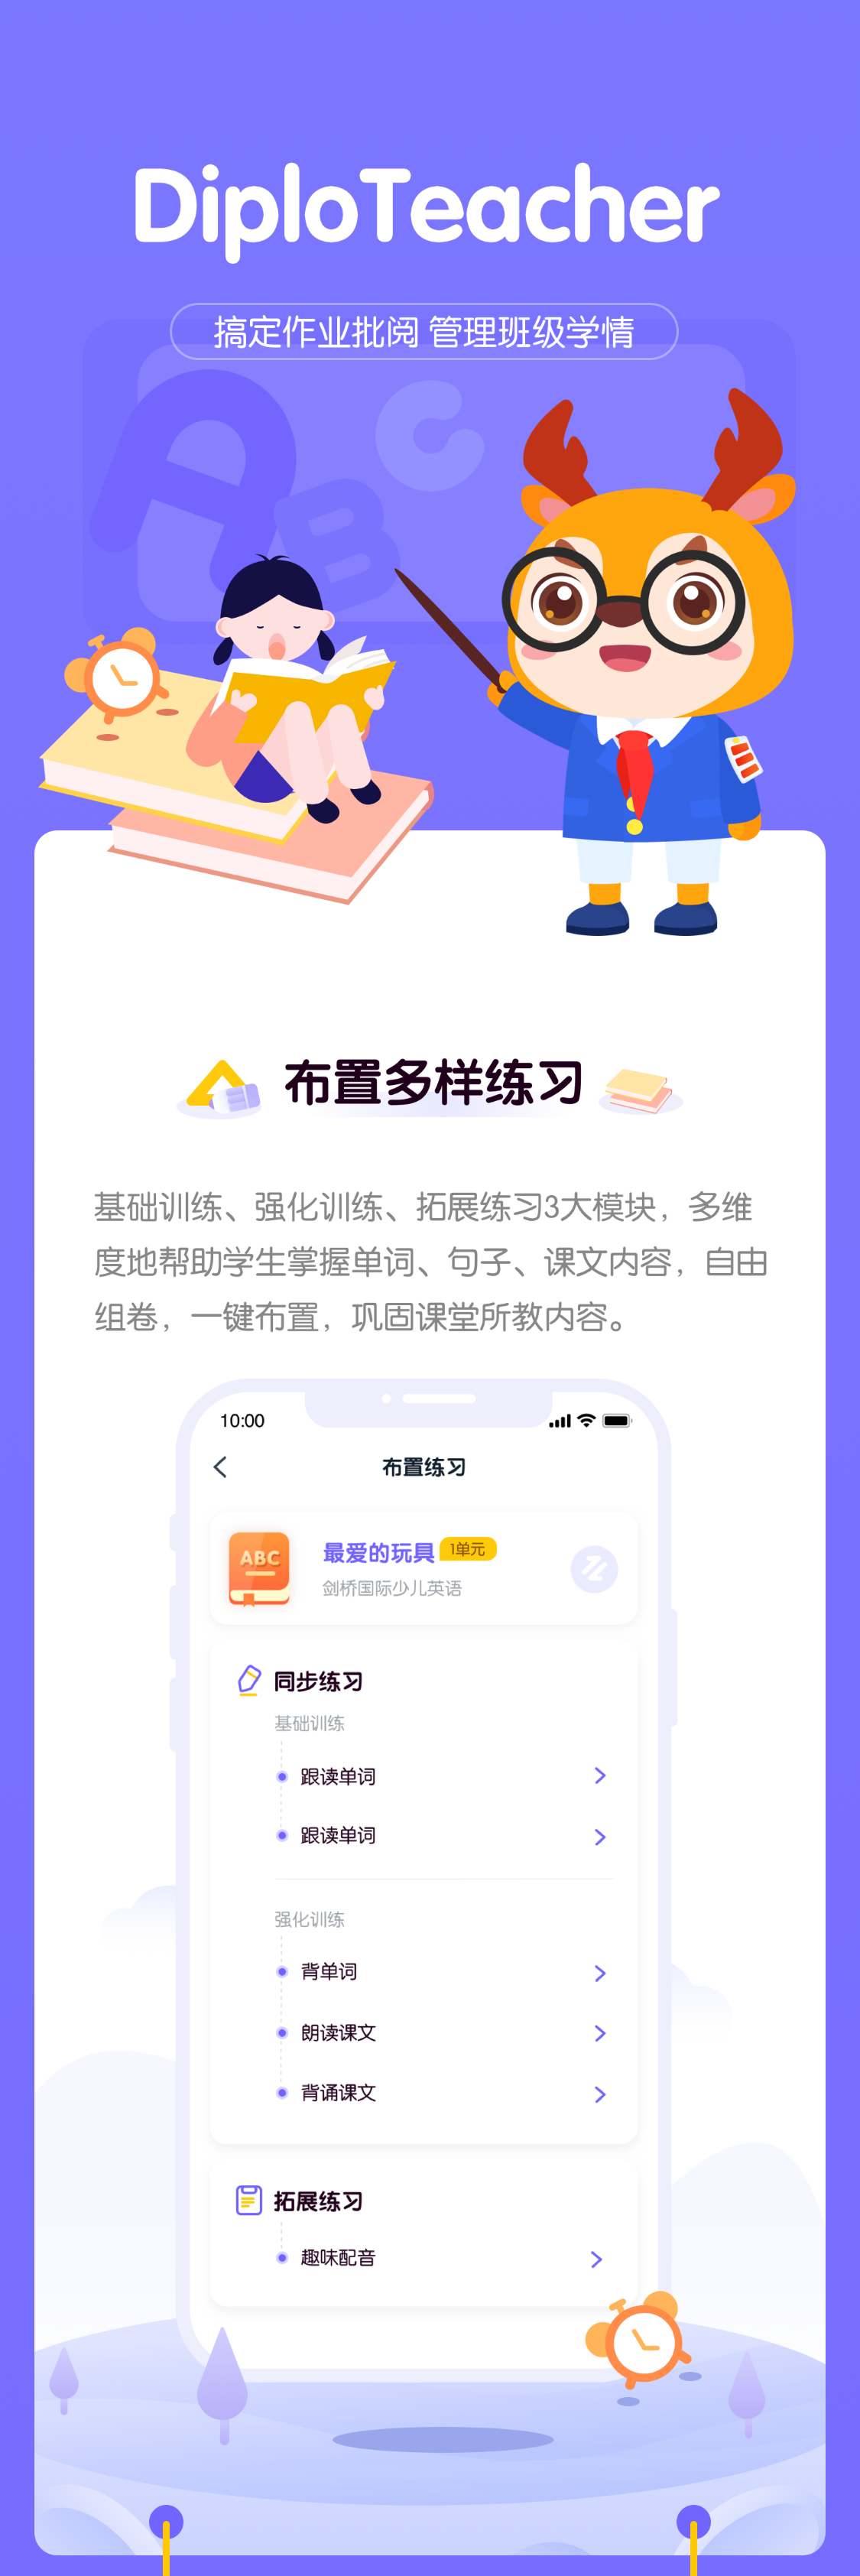 DiploTeacher
搞定作业批阅 管理班级学情
A
B
C
布置多样练习
基础训练、强化训练、拓展练习3大模块，多维
度地帮助学生掌握单词、句子、课文内容，自由
组卷，一键布置，巩固课堂所教内容。
10:00
布置练习
ABC
最爱的玩具 1单元
剑桥国际少儿英语
同步练习
基础训练
跟读单词
跟读单词
强化训练
背单词
朗读课文
背诵课文
拓展练习
趣味配音